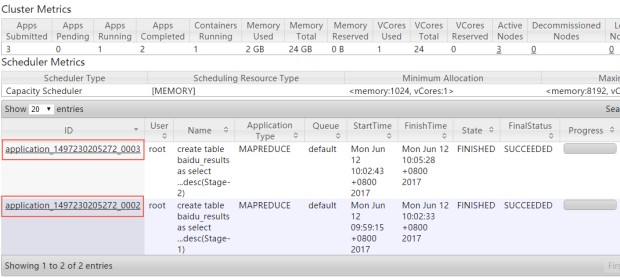 Cluster Metrics
Apps Submitted Apps Pending Apps Running Apps Completed Containers Running Memory Used Memory Total Memory Reserved VCores Used VCores Total VCores Reserved Active Nodes Decommissioned Nodes
3 0 1 2 1 2 GB 24 GB 0 B 1 24 0 3 0 0
Scheduler Metrics
Scheduler Type Scheduling Resource Type Minimum Allocation
Capacity Scheduler [MEMORY] <memory:1024, vCores:1> <memory:8192, v
Show 20 entries Sea
ID User Name Application Type Queue StartTime FinishTime State FinalStatus Progress
application_1497230205272_0003 root create table baidu_results as select ...desc(Stage-2) MAPREDUCE default Mon Jun 12 10:02:43 +0800 2017 Mon Jun 12 10:05:28 +0800 2017 FINISHED SUCCEEDED
application_1497230205272_0002 root create table baidu_results as select ...desc(Stage-1) MAPREDUCE default Mon Jun 12 09:59:15 +0800 2017 Mon Jun 12 10:02:33 +0800 2017 FINISHED SUCCEEDED
Showing 1 to 2 of 2 entries